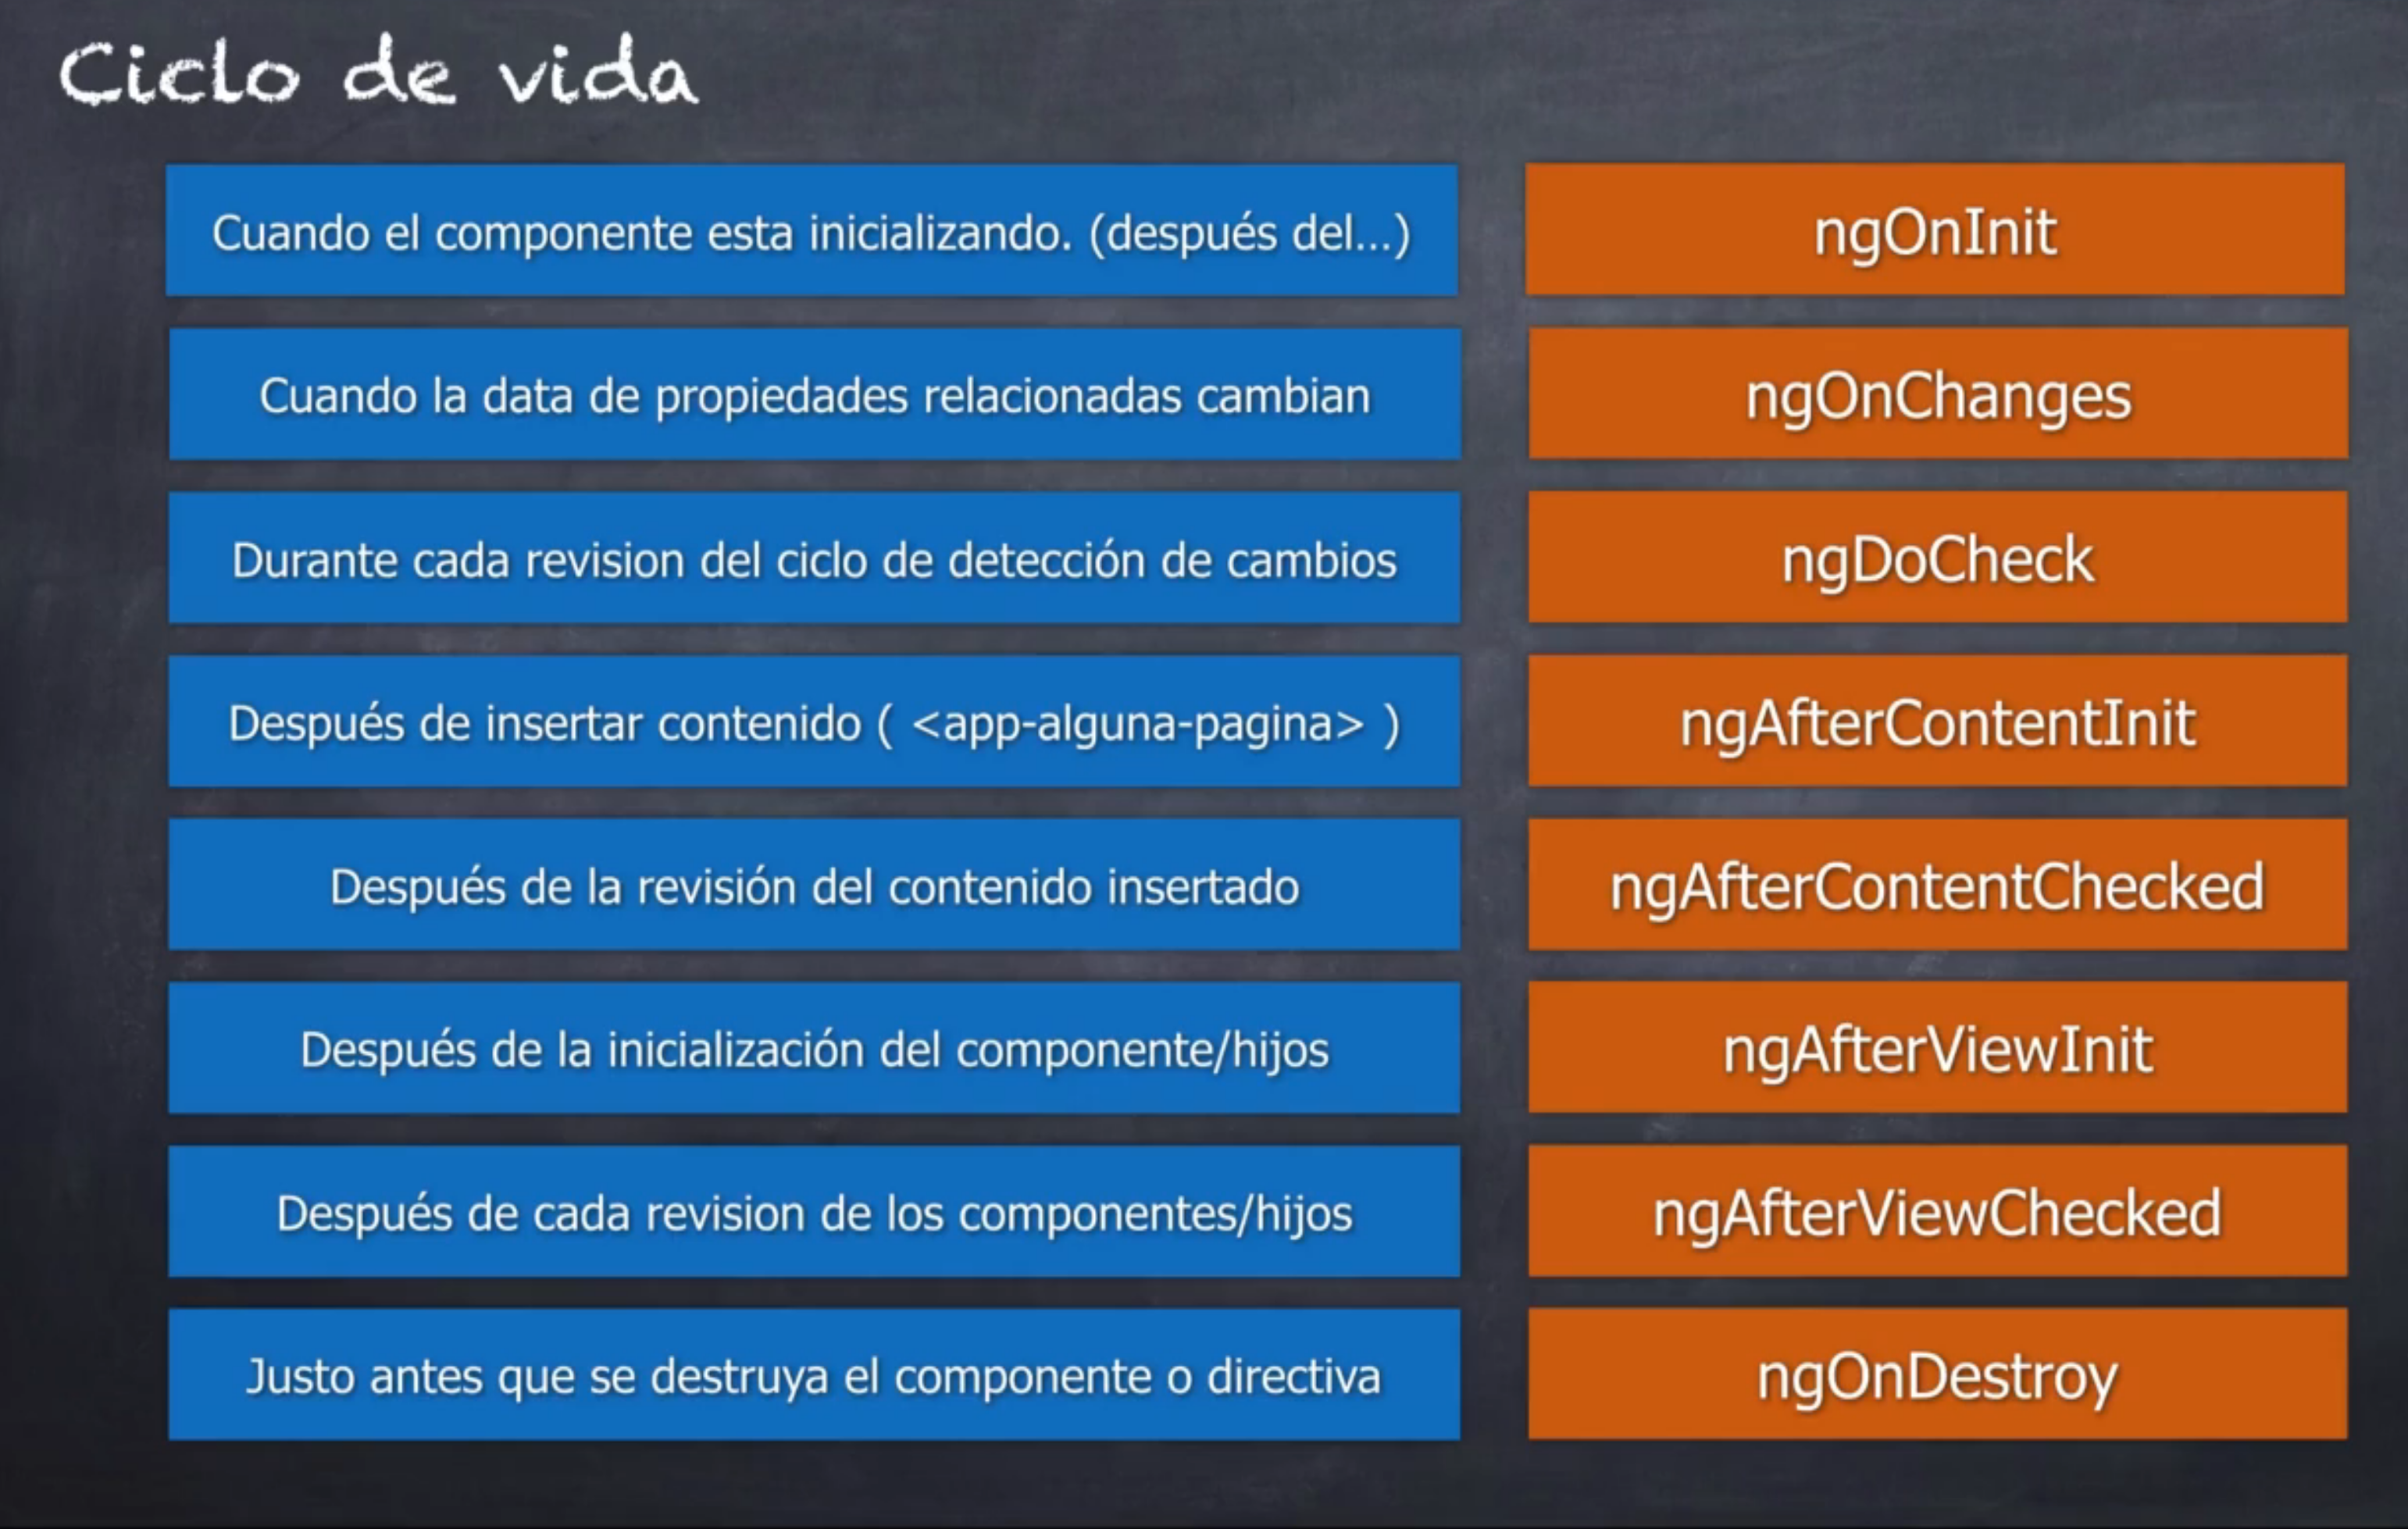 Ciclo de vida
Cuando el componente esta inicializando. (después del...)
ngOnInit
Cuando la data de propiedades relacionadas cambian
ngOnChanges
Durante cada revision del ciclo de detección de cambios
ngDoCheck
Después de insertar contenido ( <app-alguna-pagina> )
ngAfterContentInit
Después de la revisión del contenido insertado
ngAfterContentChecked
Después de la inicialización del componente/hijos
ngAfterViewInit
Después de cada revision de los componentes/hijos
ngAfterViewChecked
Justo antes que se destruya el componente o directiva
ngOnDestroy